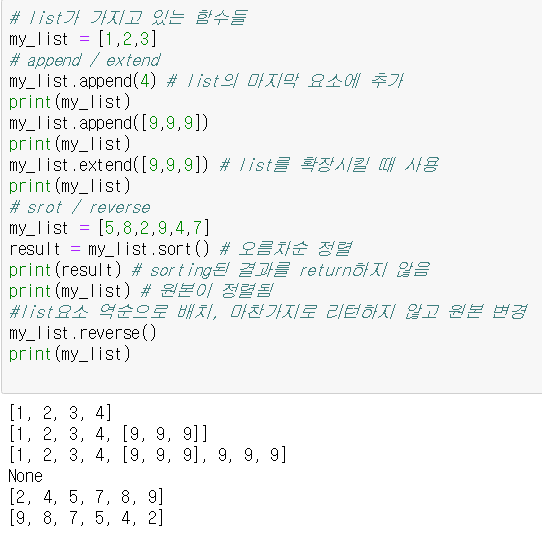 # list가 가지고 있는 함수들
my_list = [1,2,3]
# append / extend
my_list.append(4) # list의 마지막 요소에 추가
print(my_list)
my_list.append([9,9,9])
print(my_list)
my_list.extend([9,9,9]) # list를 확장시킬 때 사용
print(my_list)
# srot / reverse
my_list = [5,8,2,9,4,7]
result = my_list.sort() # 오름차순 정렬
print(result) # sorting된 결과를 return하지 않음
print(my_list) # 원본이 정렬됨
#list요소 역순으로 배치, 마찬가지로 리턴하지 않고 원본 변경
my_list.reverse()
print(my_list)
[1, 2, 3, 4]
[1, 2, 3, 4, [9, 9, 9]]
[1, 2, 3, 4, [9, 9, 9], 9, 9, 9]
None
[2, 4, 5, 7, 8, 9]
[9, 8, 7, 5, 4, 2]